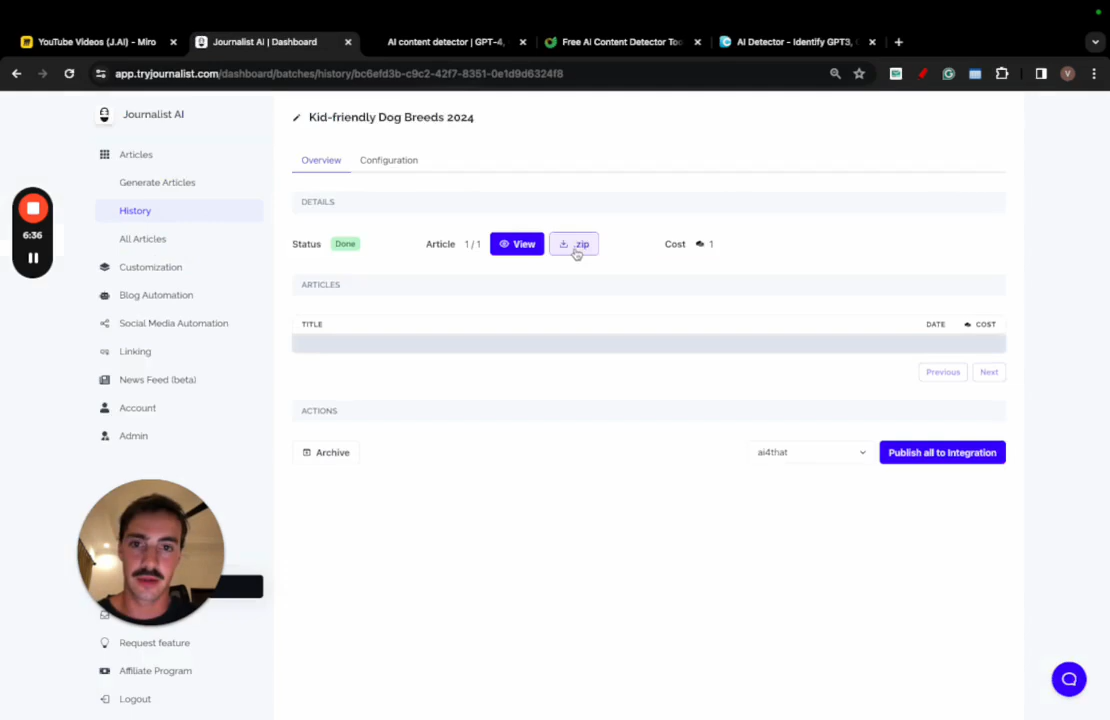 YouTube Videos (J.AI) - Miro
Journalist AI | Dashboard
AI content detector | GPT-4,
Free AI Content Detector Too
AI Detector - Identify GPT3,
app.tryjournalist.com/dashboard/batches/history/bc6efd3b-c9c2-42f7-8351-0e1d9d6324f8
V
Journalist AI
Articles
Generate Articles
History
All Articles
Customization
Blog Automation
Social Media Automation
Linking
News Feed (beta)
Account
Admin
Request feature
Affiliate Program
Logout
6:36
Kid-friendly Dog Breeds 2024
Overview Configuration
DETAILS
Status Done Article 1 / 1 View .zip Cost 1
ARTICLES
TITLE DATE COST
Previous Next
ACTIONS
Archive ai4that Publish all to Integration